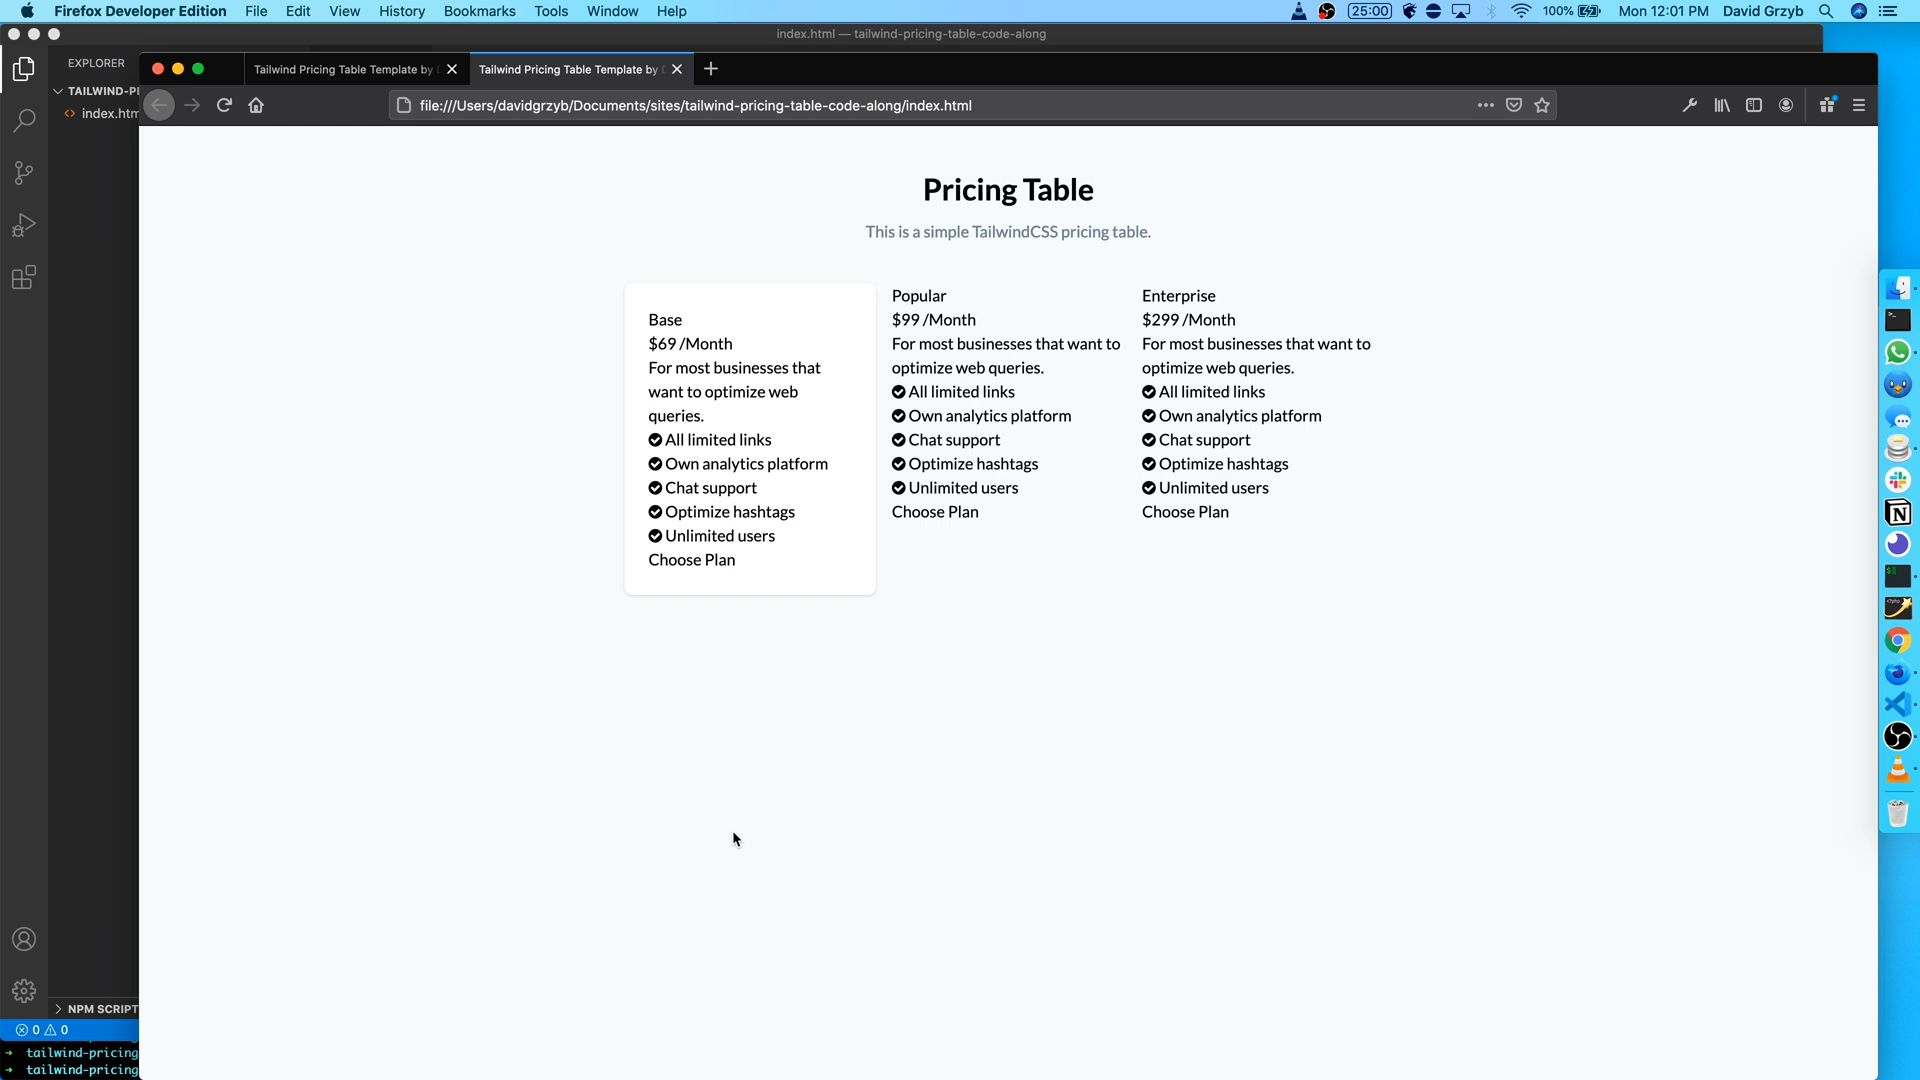 Firefox Developer Edition File Edit View History Bookmarks Tools Window Help 25:00 100% Mon 12:01 PM David Grzyb
index.html — tailwind-pricing-table-code-along
EXPLORER
TAILWIND-PI
index.htm
Tailwind Pricing Table Template by
Tailwind Pricing Table Template by
file:///Users/davidgrzyb/Documents/sites/tailwind-pricing-table-code-along/index.html
Pricing Table
This is a simple TailwindCSS pricing table.
Base
$69 /Month
For most businesses that
want to optimize web
queries.
All limited links
Own analytics platform
Chat support
Optimize hashtags
Unlimited users
Choose Plan
Popular
$99 /Month
For most businesses that want to
optimize web queries.
All limited links
Own analytics platform
Chat support
Optimize hashtags
Unlimited users
Choose Plan
Enterprise
$299 /Month
For most businesses that want to
optimize web queries.
All limited links
Own analytics platform
Chat support
Optimize hashtags
Unlimited users
Choose Plan
NPM SCRIPT
0 0
tailwind-pricing
tailwind-pricing